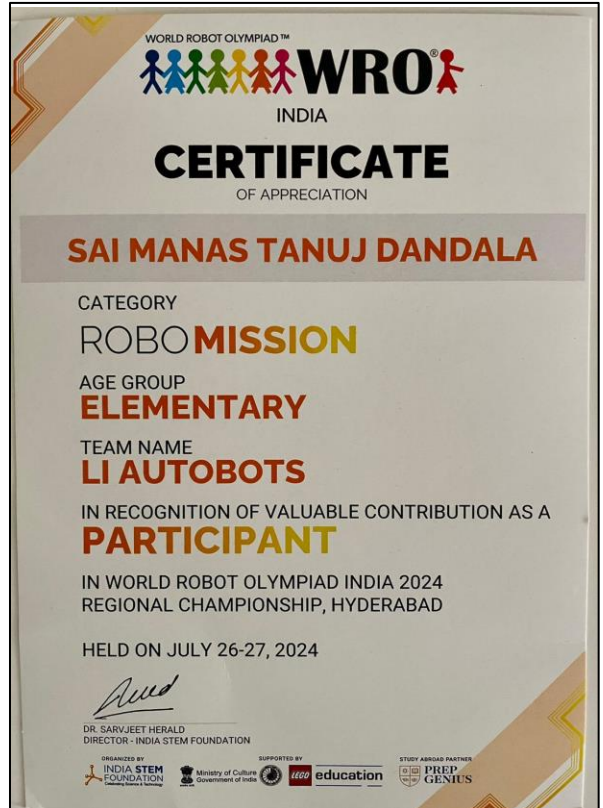 WORLD ROBOT OLYMPIAD™
WRO®
INDIA
CERTIFICATE
OF APPRECIATION
SAI MANAS TANUJ DANDALA
CATEGORY
ROBOMISSION
AGE GROUP
ELEMENTARY
TEAM NAME
LI AUTOBOTS
IN RECOGNITION OF VALUABLE CONTRIBUTION AS A
PARTICIPANT
IN WORLD ROBOT OLYMPIAD INDIA 2024
REGIONAL CHAMPIONSHIP, HYDERABAD
HELD ON JULY 26-27, 2024
DR. SARVJEET HERALD
DIRECTOR - INDIA STEM FOUNDATION
ORGANIZED BY
INDIA STEM
FOUNDATION
Celebrating Science & Technology
Ministry of Culture
Government of India
SUPPORTED BY
LEGO education
STUDY ABROAD PARTNER
PREP
GENIUS